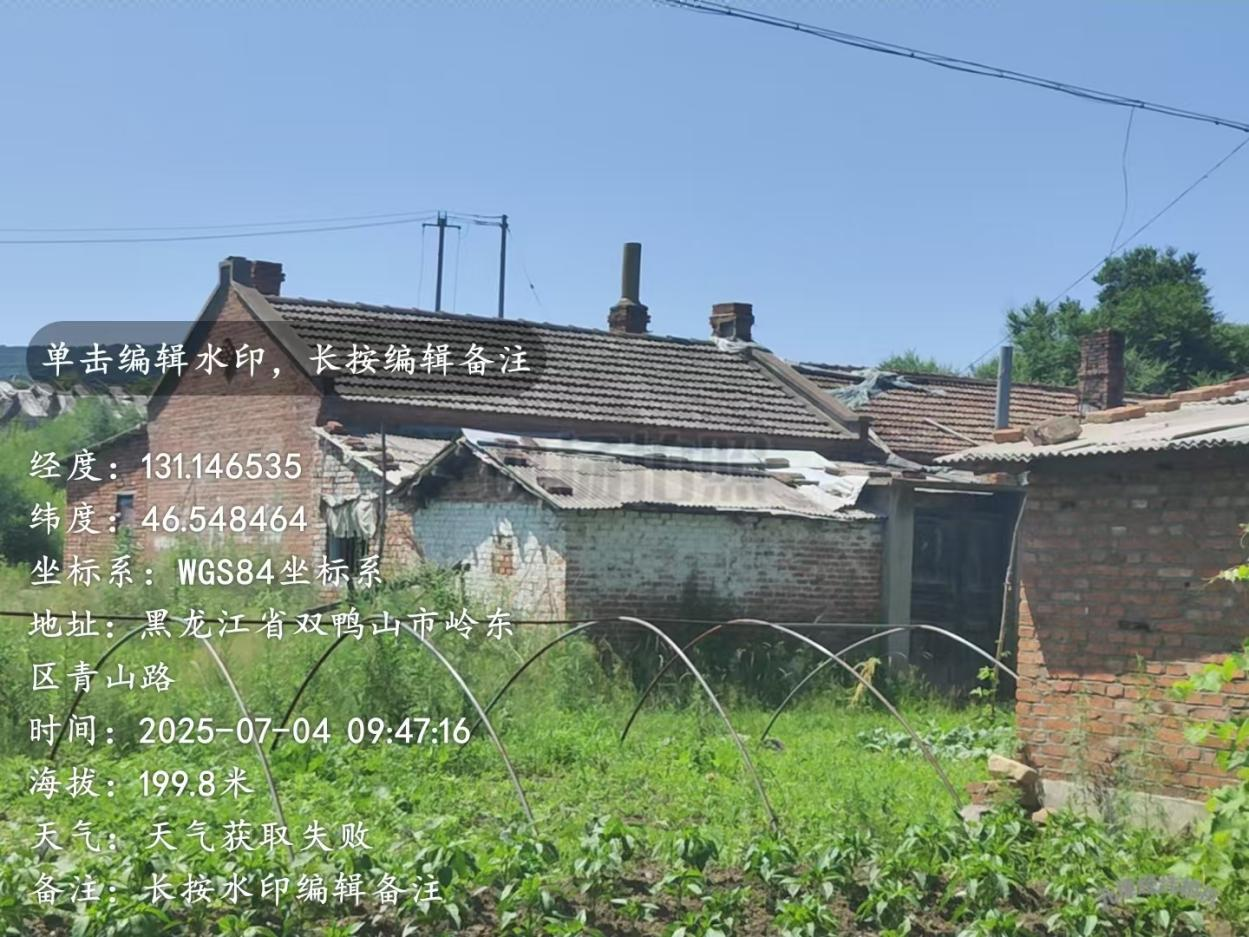 单击编辑水印，长按编辑备注
经度：131.146535
纬度：46.548464
坐标系：WGS84坐标系
地址：黑龙江省双鸭山市岭东
区青山路
时间：2025-07-04 09:47:16
海拔：199.8米
天气：天气获取失败
备注：长按水印编辑备注